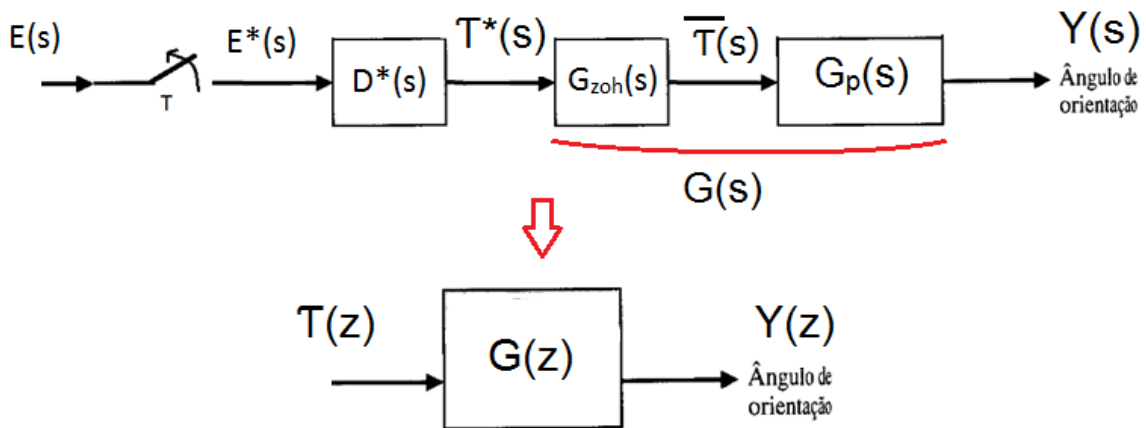 E(s)
T
E*(s)
D*(s)
Ƭ*(s)
Gzoh(s)
Ƭ(s)
Gp(s)
Y(s)
Ângulo de
orientação
G(s)
Ƭ(z)
G(z)
Y(z)
Ângulo de
orientação